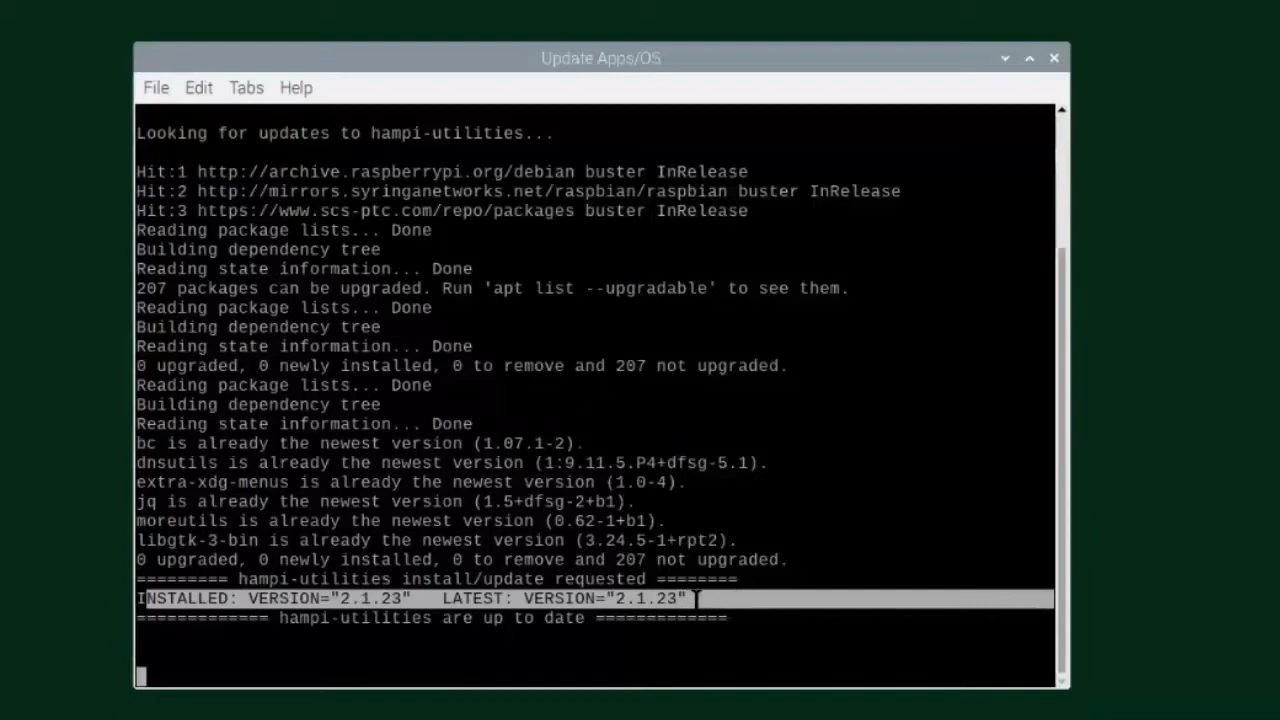 Update Apps/OS
File Edit Tabs Help
Looking for updates to hampi-utilities...
Hit:1 http://archive.raspberrypi.org/debian buster InRelease
Hit:2 http://mirrors.syringanetworks.net/raspbian/raspbian buster InRelease
Hit:3 https://www.scs-ptc.com/repo/packages buster InRelease
Reading package lists... Done
Building dependency tree
Reading state information... Done
207 packages can be upgraded. Run 'apt list --upgradable' to see them.
Reading package lists... Done
Building dependency tree
Reading state information... Done
0 upgraded, 0 newly installed, 0 to remove and 207 not upgraded.
Reading package lists... Done
Building dependency tree
Reading state information... Done
bc is already the newest version (1.07.1-2).
dnsutils is already the newest version (1:9.11.5.P4+dfsg-5.1).
extra-xdg-menus is already the newest version (1.0-4).
jq is already the newest version (1.5+dfsg-2+b1).
moreutils is already the newest version (0.62-1+b1).
libgtk-3-bin is already the newest version (3.24.5-1+rpt2).
0 upgraded, 0 newly installed, 0 to remove and 207 not upgraded.
========= hampi-utilities install/update requested ========
INSTALLED: VERSION="2.1.23" LATEST: VERSION="2.1.23"
============= hampi-utilities are up to date =============